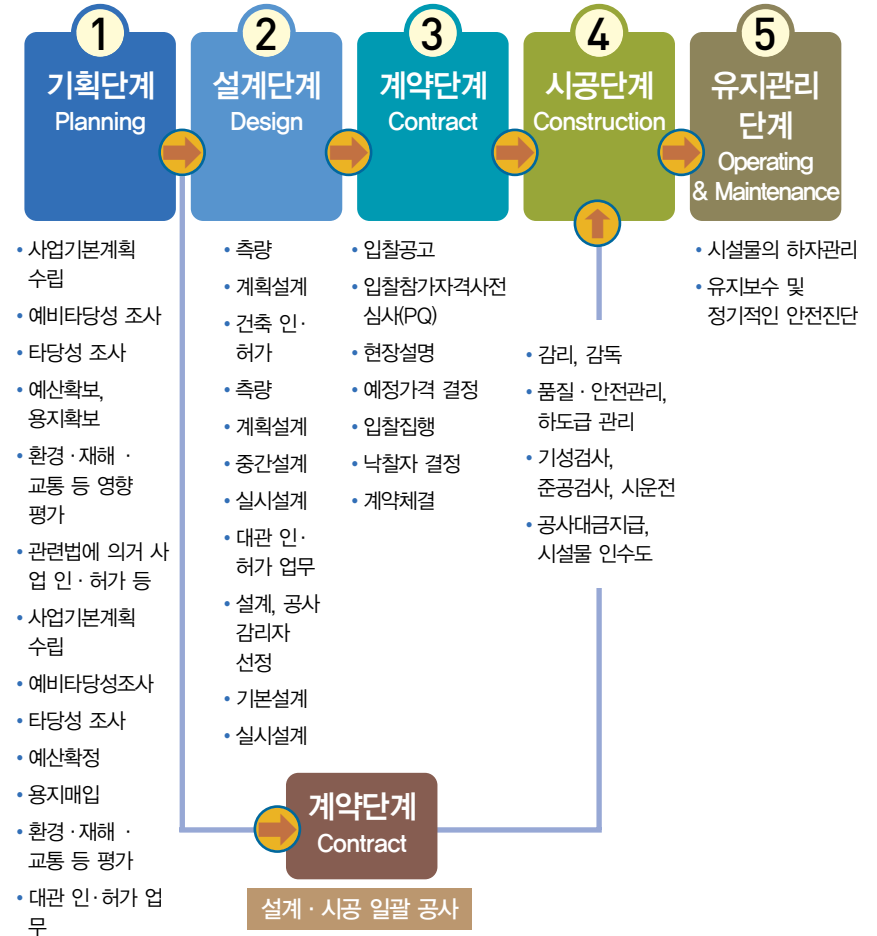 1
기획단계
Planning
2
설계단계
Design
3
계약단계
Contract
4
시공단계
Construction
5
유지관리
단계
Operating
& Maintenance
• 사업기본계획
수립
• 예비타당성 조사
• 타당성 조사
• 예산확보,
용지확보
• 환경 · 재해 ·
교통 등 영향
평가
• 관련법에 의거 사
업 인 · 허가 등
• 사업기본계획
수립
• 예비타당성조사
• 타당성 조사
• 예산확정
• 용지매입
• 환경 · 재해 ·
교통 등 평가
• 대관 인·허가 업
무
• 측량
• 계획설계
• 건축 인·
허가
• 측량
• 계획설계
• 중간설계
• 실시설계
• 대관 인·
허가 업무
• 설계, 공사
감리자
선정
• 기본설계
• 실시설계
• 입찰공고
• 입찰참가자격사전
심사(PQ)
• 현장설명
• 예정가격 결정
• 입찰집행
• 낙찰자 결정
• 계약체결
• 감리, 감독
• 품질 · 안전관리,
하도급 관리
• 기성검사,
준공검사, 시운전
• 공사대금지급,
시설물 인수도
• 시설물의 하자관리
• 유지보수 및
정기적인 안전진단
계약단계
Contract
설계 · 시공 일괄 공사